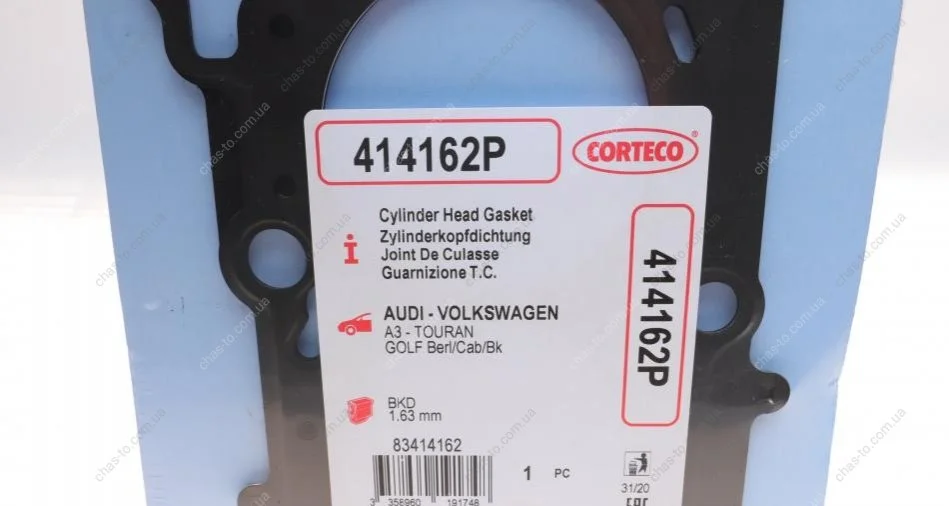 414162P
CORTECO
Cylinder Head Gasket
Zylinderkopfdichtung
Joint De Culasse
Guarnizione T.C.
414162P
AUDI - VOLKSWAGEN
A3 - TOURAN
GOLF Berl/Cab/Bk
BKD
1.63 mm
83414162
1 PC
31/20
3 358960 191748
EAC
chas-to.com.ua